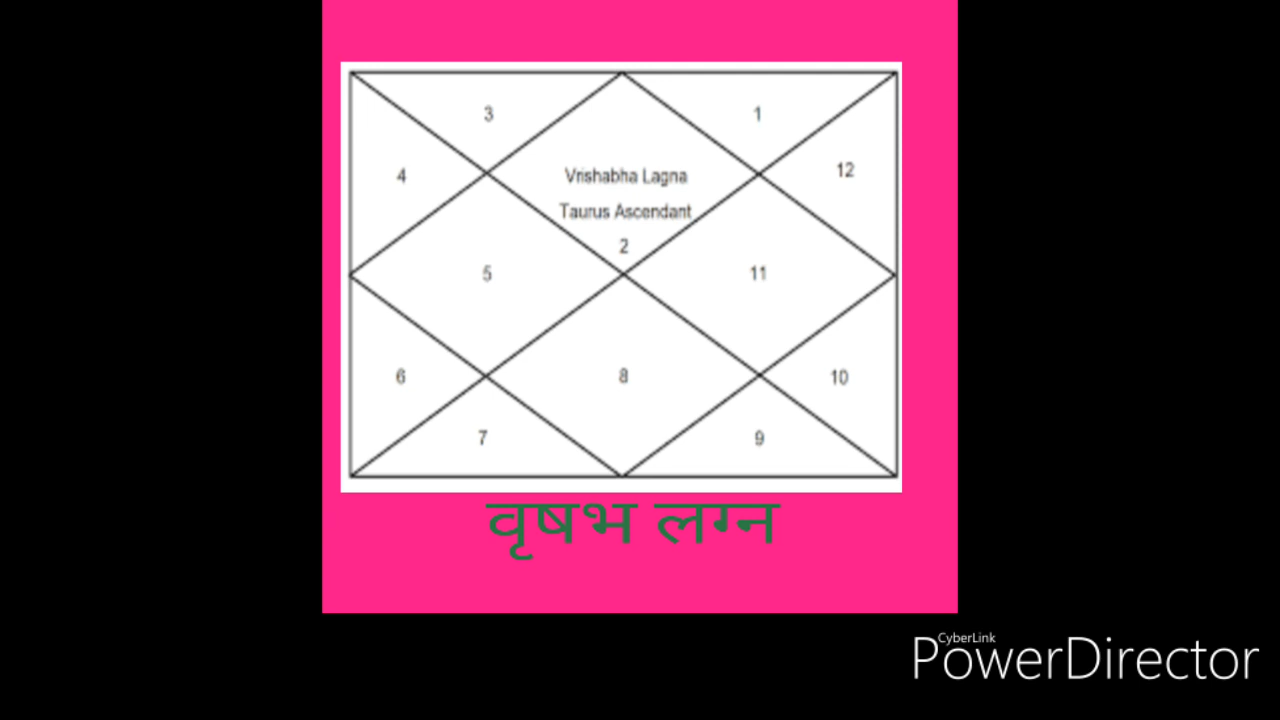 3
1
4
12
Vrishabha Lagna
Taurus Ascendant
2
5
11
6
8
10
7
9
वृषभ लग्न
CyberLink
PowerDirector